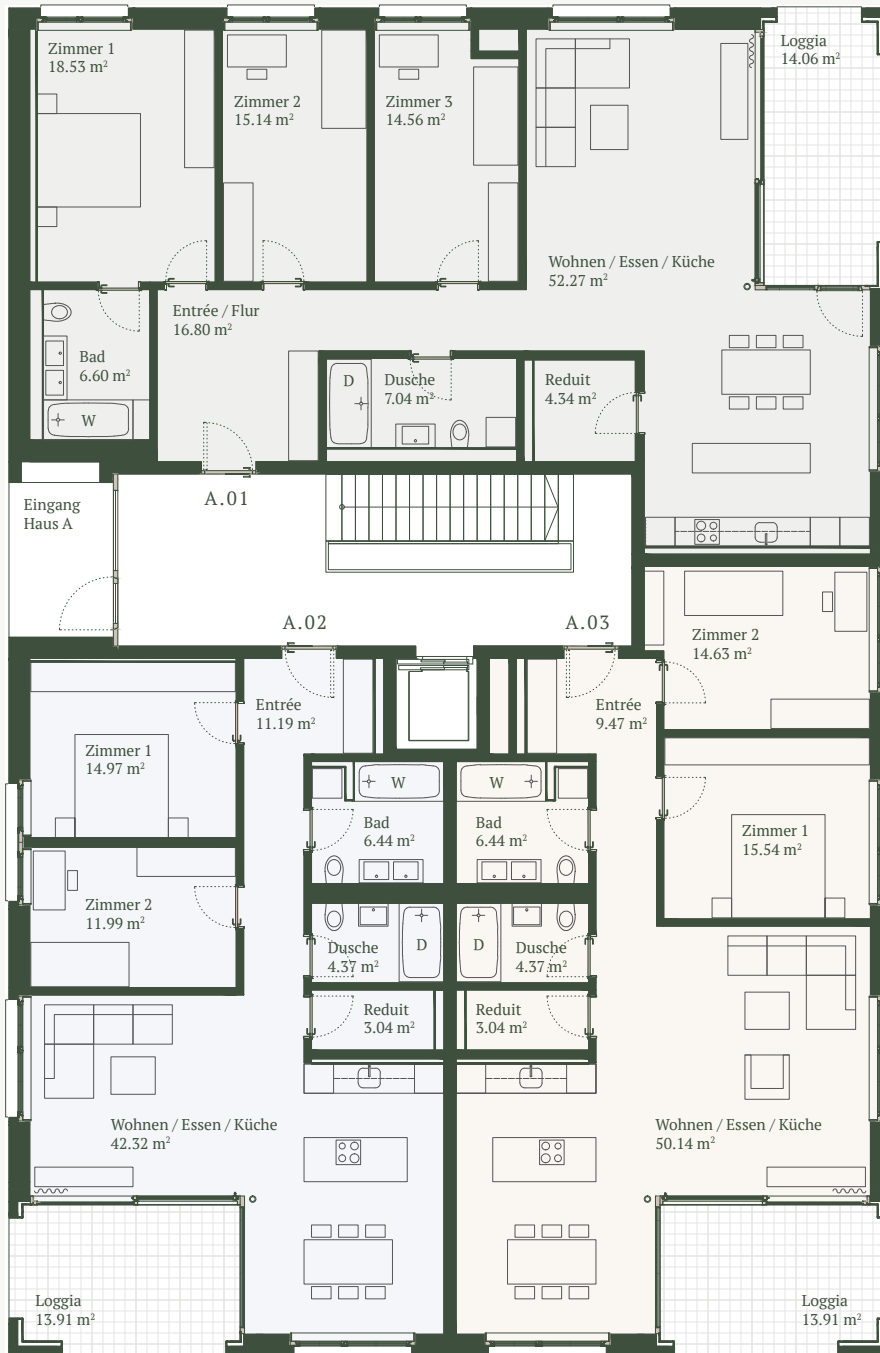 Zimmer 1
18.53 m²
Zimmer 2
15.14 m²
Zimmer 3
14.56 m²
Loggia
14.06 m²
Wohnen / Essen / Küche
52.27 m²
Entrée / Flur
16.80 m²
Bad
6.60 m²
W
D
Dusche
7.04 m²
Reduit
4.34 m²
Eingang
Haus A
A.01
A.02
A.03
Zimmer 2
14.63 m²
Entrée
11.19 m²
Entrée
9.47 m²
Zimmer 1
14.97 m²
W
W
Bad
6.44 m²
Bad
6.44 m²
Zimmer 1
15.54 m²
Zimmer 2
11.99 m²
Dusche
4.37 m²
D
D
Dusche
4.37 m²
Reduit
3.04 m²
Reduit
3.04 m²
Wohnen / Essen / Küche
42.32 m²
Wohnen / Essen / Küche
50.14 m²
Loggia
13.91 m²
Loggia
13.91 m²